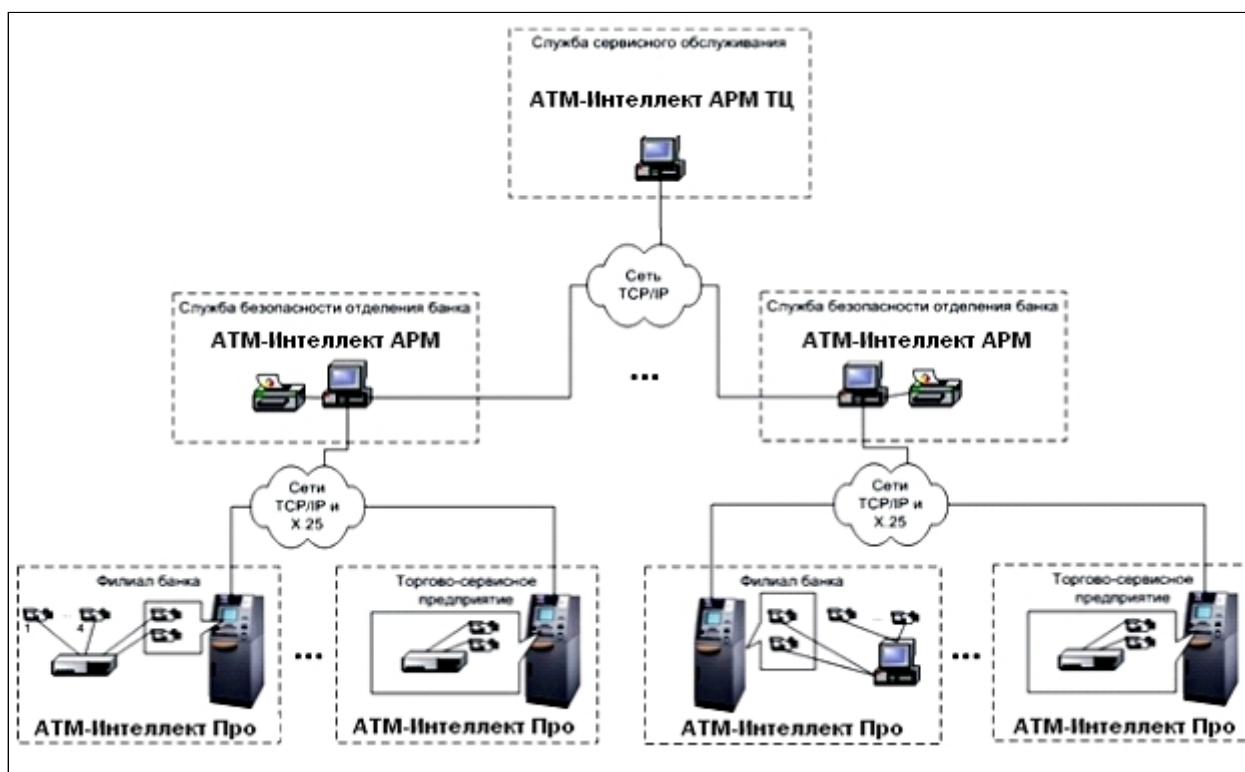 Служба сервисного обслуживания
АТМ-Интеллект АРМ ТЦ
Сеть
TCP/IP
Служба безопасности отделения банка
АТМ-Интеллект АРМ
...
Служба безопасности отделения банка
АТМ-Интеллект АРМ
Сети
TCP/IP и
X.25
Сети
TCP/IP и
X.25
Филиал банка
1
...
4
АТМ-Интеллект Про
...
Торгово-сервисное
предприятие
АТМ-Интеллект Про
Филиал банка
...
АТМ-Интеллект Про
...
Торгово-сервисное
предприятие
АТМ-Интеллект Про